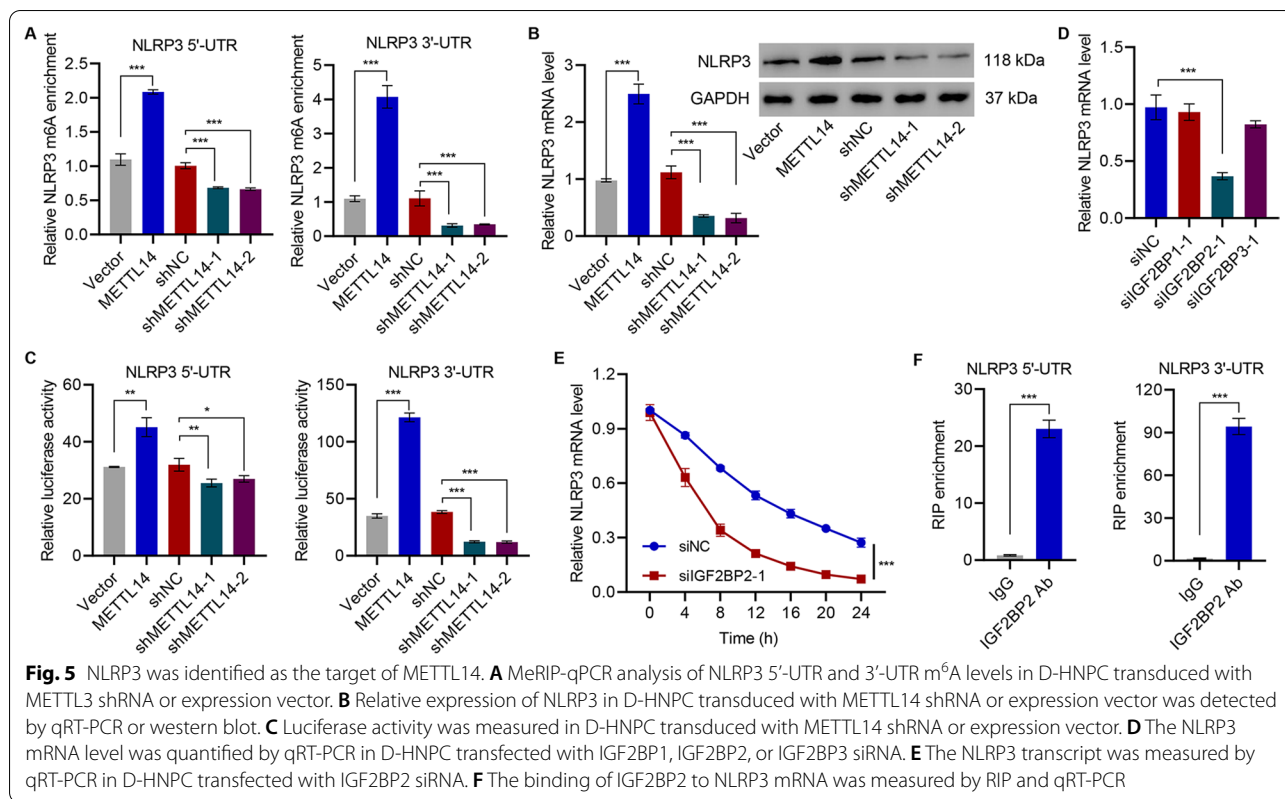 A
NLRP3 5'-UTR
Relative NLRP3 m6A enrichment
2.5
2.0
1.5
1.0
0.5
0.0
***
***
***
Vector
METTL14
shNC
shMETTL14-1
shMETTL14-2
NLRP3 3'-UTR
Relative NLRP3 m6A enrichment
5
4
3
2
1
0
***
***
***
Vector
METTL14
shNC
shMETTL14-1
shMETTL14-2
B
Relative NLRP3 mRNA level
3
2
1
0
***
***
***
Vector
METTL14
shNC
shMETTL14-1
shMETTL14-2
NLRP3
118 kDa
GAPDH
37 kDa
Vector
METTL14
shNC
shMETTL14-1
shMETTL14-2
D
Relative NLRP3 mRNA level
1.5
1.0
0.5
0.0
***
siNC
siIGF2BP1-1
siIGF2BP2-1
siIGF2BP3-1
C
NLRP3 5'-UTR
Relative luciferase activity
60
40
20
0
**
*
**
Vector
METTL14
shNC
shMETTL14-1
shMETTL14-2
NLRP3 3'-UTR
Relative luciferase activity
150
100
50
0
***
***
***
Vector
METTL14
shNC
shMETTL14-1
shMETTL14-2
E
Relative NLRP3 mRNA level
1.2
0.9
0.6
0.3
0.0
siNC
siIGF2BP2-1
***
0 4 8 12 16 20 24
Time (h)
F
NLRP3 5'-UTR
RIP enrichment
30
20
10
0
***
IgG
IGF2BP2 Ab
NLRP3 3'-UTR
RIP enrichment
120
90
60
30
0
***
IgG
IGF2BP2 Ab
Fig. 5 NLRP3 was identified as the target of METTL14. A MeRIP-qPCR analysis of NLRP3 5′-UTR and 3′-UTR m⁶A levels in D-HNPC transduced with
METTL3 shRNA or expression vector. B Relative expression of NLRP3 in D-HNPC transduced with METTL14 shRNA or expression vector was detected
by qRT-PCR or western blot. C Luciferase activity was measured in D-HNPC transduced with METTL14 shRNA or expression vector. D The NLRP3
mRNA level was quantified by qRT-PCR in D-HNPC transfected with IGF2BP1, IGF2BP2, or IGF2BP3 siRNA. E The NLRP3 transcript was measured by
qRT-PCR in D-HNPC transfected with IGF2BP2 siRNA. F The binding of IGF2BP2 to NLRP3 mRNA was measured by RIP and qRT-PCR